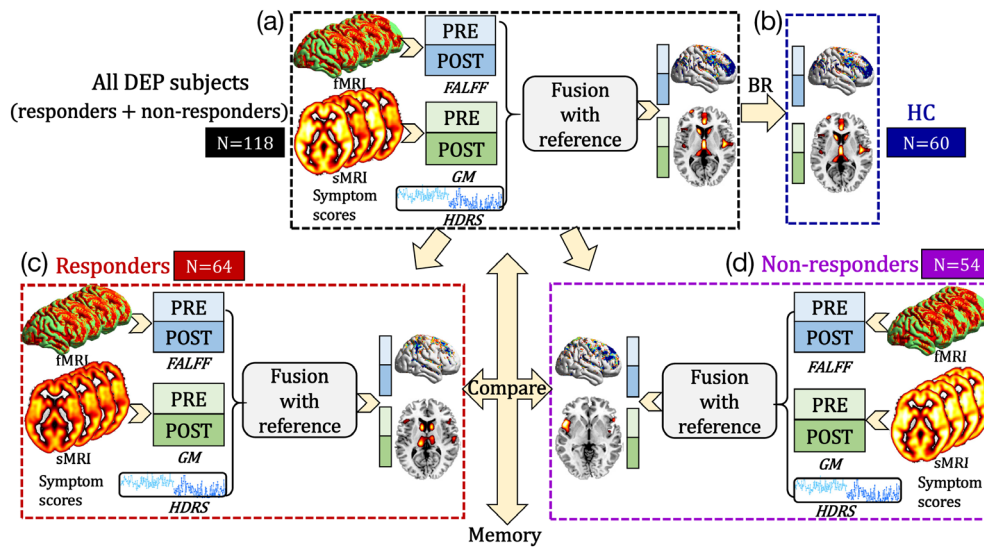 (a)
(b)
All DEP subjects
(responders + non-responders)
N=118
fMRI
PRE
POST
FALFF
sMRI
PRE
POST
GM
Symptom
scores
HDRS
Fusion
with
reference
BR
HC
N=60
(c) Responders N=64
fMRI
PRE
POST
FALFF
sMRI
PRE
POST
GM
Symptom
scores
HDRS
Fusion
with
reference
Compare
Memory
(d) Non-responders N=54
PRE
POST
FALFF
fMRI
PRE
POST
GM
sMRI
Symptom
scores
HDRS
Fusion
with
reference